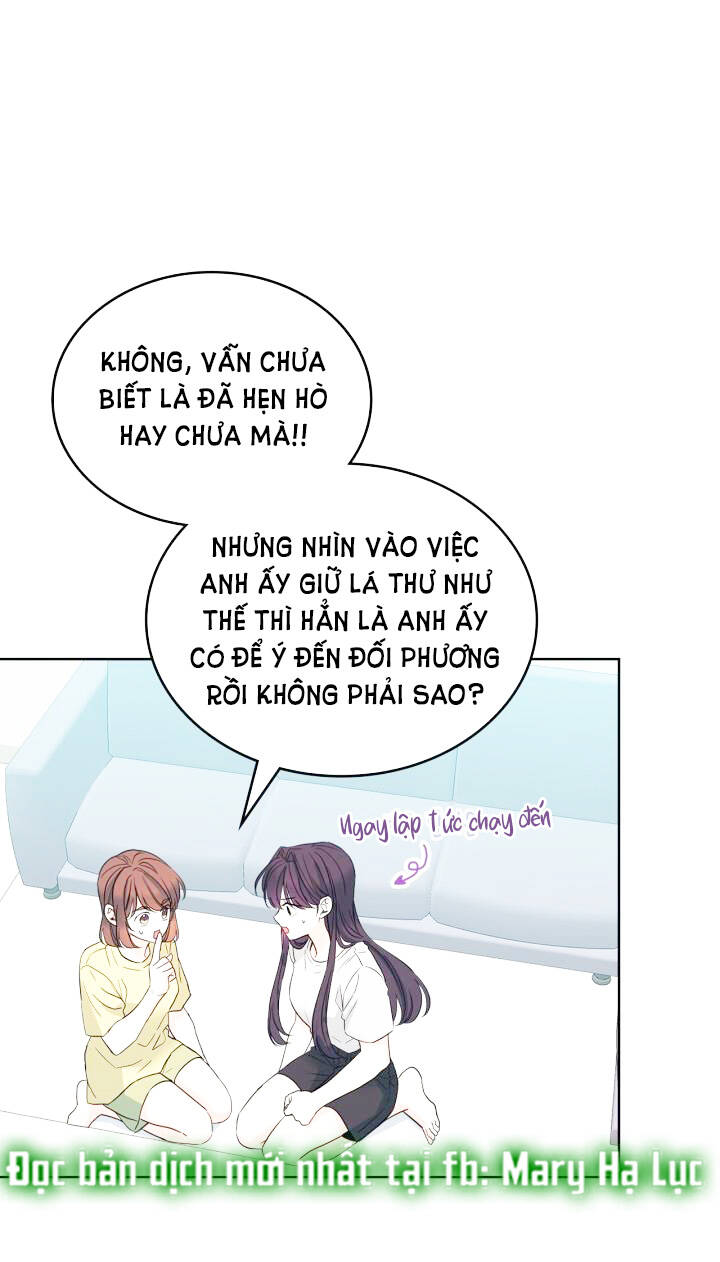 KHÔNG, VẪN CHƯA
BIẾT LÀ ĐÃ HẸN HÒ
HAY CHƯA MÀ!!
NHƯNG NHÌN VÀO VIỆC
ANH ẤY GIỮ LÁ THƯ NHƯ
THẾ THÌ HẲN LÀ ANH ẤY
CÓ ĐỂ Ý ĐẾN ĐỐI PHƯƠNG
RỒI KHÔNG PHẢI SAO?
Ngay lập tức chạy đến
Đọc bản dịch mới nhất tại fb: Mary Hạ Lục